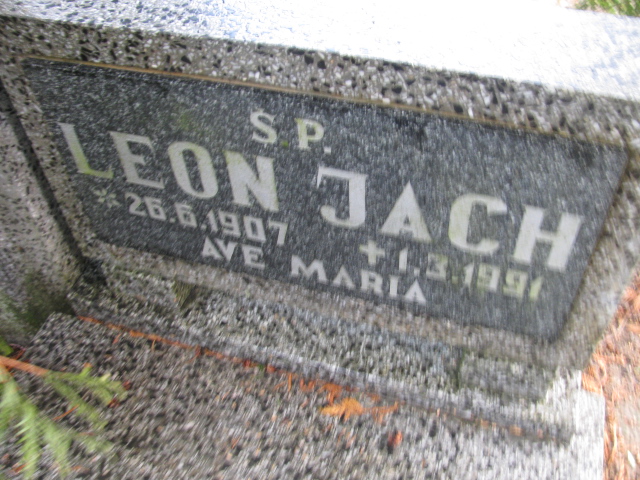 S.P.
LEON JACH
* 26.6.1907 + 1.3.1991
AVE MARIA